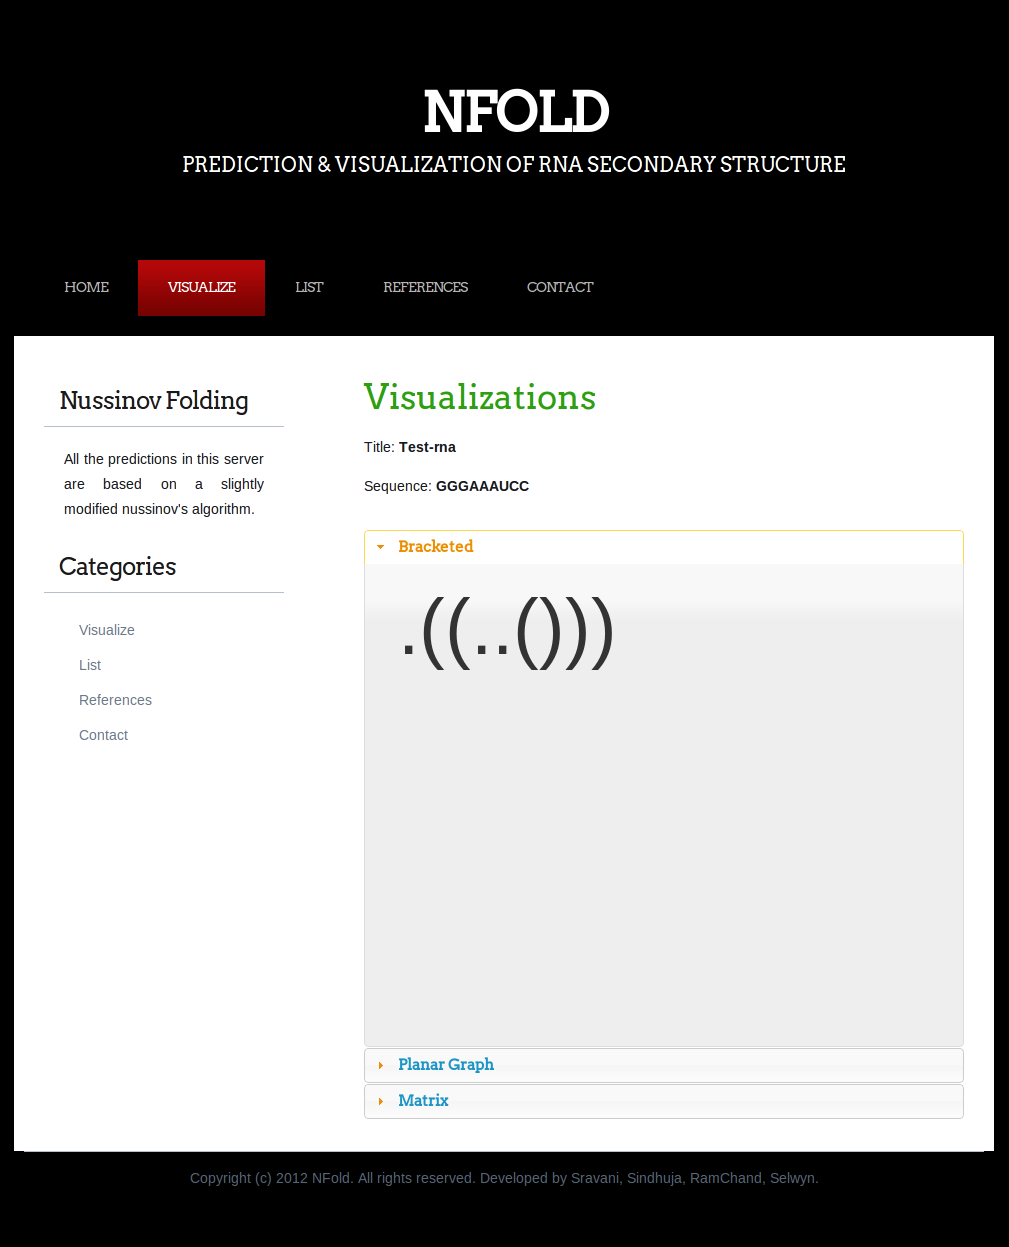 NFOLD
PREDICTION & VISUALIZATION OF RNA SECONDARY STRUCTURE
HOME VISUALIZE LIST REFERENCES CONTACT
Nussinov Folding
All the predictions in this server
are based on a slightly
modified nussinov's algorithm.
Categories
Visualize
List
References
Contact
Visualizations
Title: Test-rna
Sequence: GGGAAAUCC
Bracketed
.((..()))
Planar Graph
Matrix
Copyright (c) 2012 NFold. All rights reserved. Developed by Sravani, Sindhuja, RamChand, Selwyn.